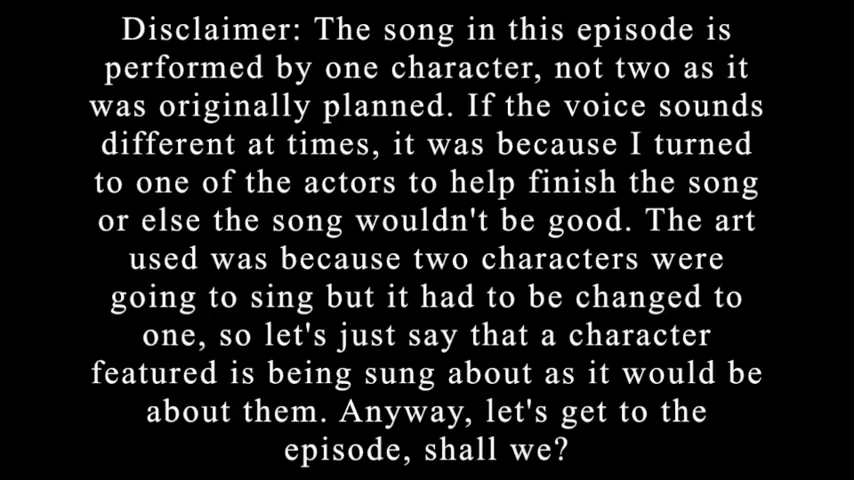 Disclaimer: The song in this episode is
performed by one character, not two as it
was originally planned. If the voice sounds
different at times, it was because I turned
to one of the actors to help finish the song
or else the song wouldn't be good. The art
used was because two characters were
going to sing but it had to be changed to
one, so let's just say that a character
featured is being sung about as it would be
about them. Anyway, let's get to the
episode, shall we?